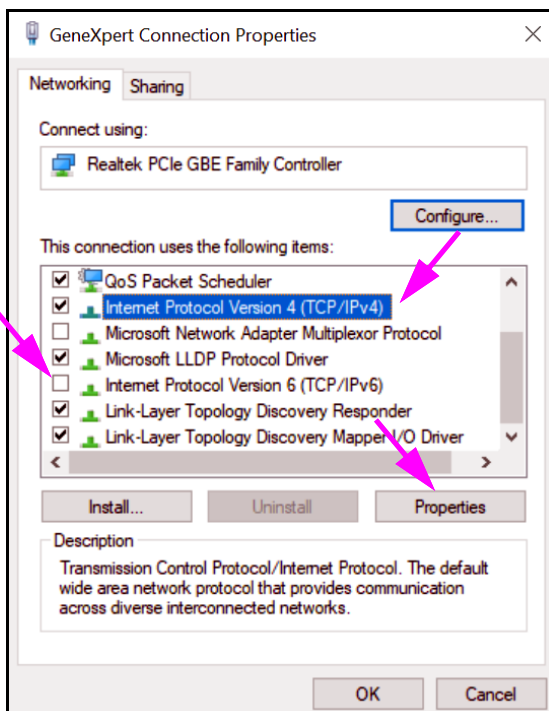 GeneXpert Connection Properties
Networking
Sharing
Connect using:
Realtek PCIe GBE Family Controller
Configure...
This connection uses the following items:
QoS Packet Scheduler
Internet Protocol Version 4 (TCP/IPv4)
Microsoft Network Adapter Multiplexor Protocol
Microsoft LLDP Protocol Driver
Internet Protocol Version 6 (TCP/IPv6)
Link-Layer Topology Discovery Responder
Link-Layer Topology Discovery Mapper I/O Driver
Install...
Uninstall
Properties
Description
Transmission Control Protocol/Internet Protocol. The default
wide area network protocol that provides communication
across diverse interconnected networks.
OK
Cancel